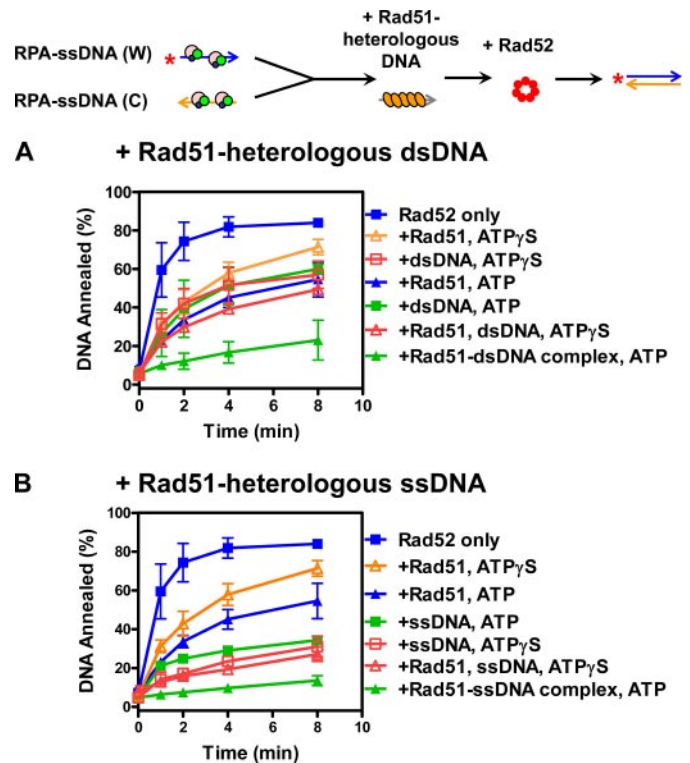 + Rad51-
heterologous
DNA
+ Rad52
RPA-ssDNA (W)
*
*
RPA-ssDNA (C)
A + Rad51-heterologous dsDNA
DNA Annealed (%)
100
80
60
40
20
0
0 2 4 6 8 10
Time (min)
Rad52 only
+Rad51, ATPγS
+dsDNA, ATPγS
+Rad51, ATP
+dsDNA, ATP
+Rad51, dsDNA, ATPγS
+Rad51-dsDNA complex, ATP
B + Rad51-heterologous ssDNA
DNA Annealed (%)
100
80
60
40
20
0
0 2 4 6 8 10
Time (min)
Rad52 only
+Rad51, ATPγS
+Rad51, ATP
+ssDNA, ATP
+ssDNA, ATPγS
+Rad51, ssDNA, ATPγS
+Rad51-ssDNA complex, ATP